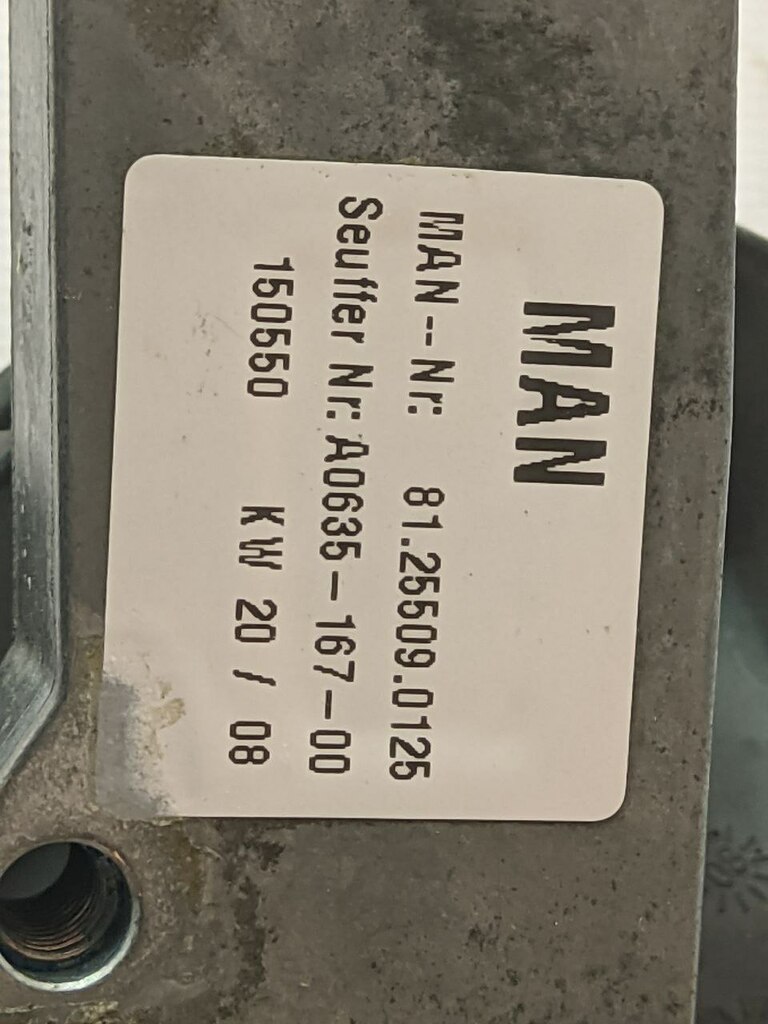 MAN
MAN--Nr: 81.25509.0125
Seuffer Nr: A0635-167-00
150550 KW 20 / 08